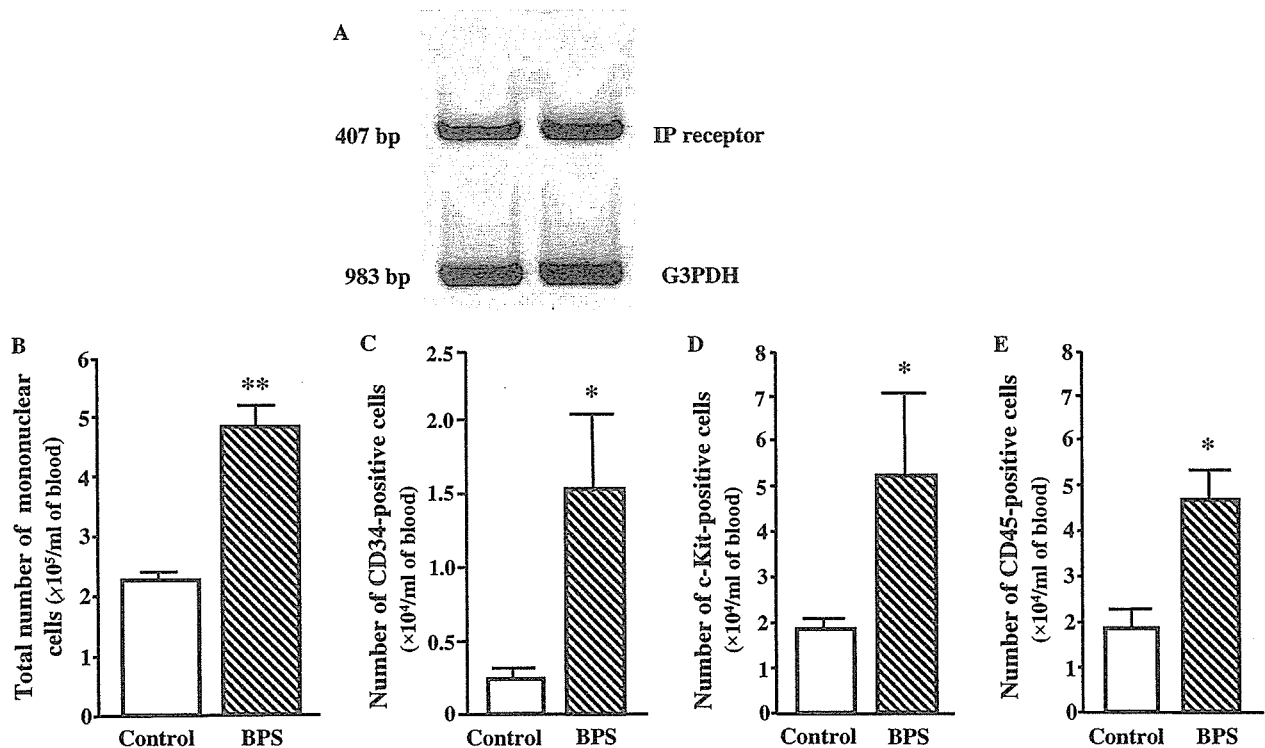 A
407 bp
IP receptor
983 bp
G3PDH
B
Total number of mononuclear
cells (×10⁵/ml of blood)
6
5
4
3
2
1
0
**
Control
BPS
C
Number of CD34-positive cells
(×10⁴/ml of blood)
2.5
2.0
1.5
1.0
0.5
0
*
Control
BPS
D
Number of c-Kit-positive cells
(×10⁴/ml of blood)
8
7
6
5
4
3
2
1
0
*
Control
BPS
E
Number of CD45-positive cells
(×10⁴/ml of blood)
8
7
6
5
4
3
2
1
0
*
Control
BPS